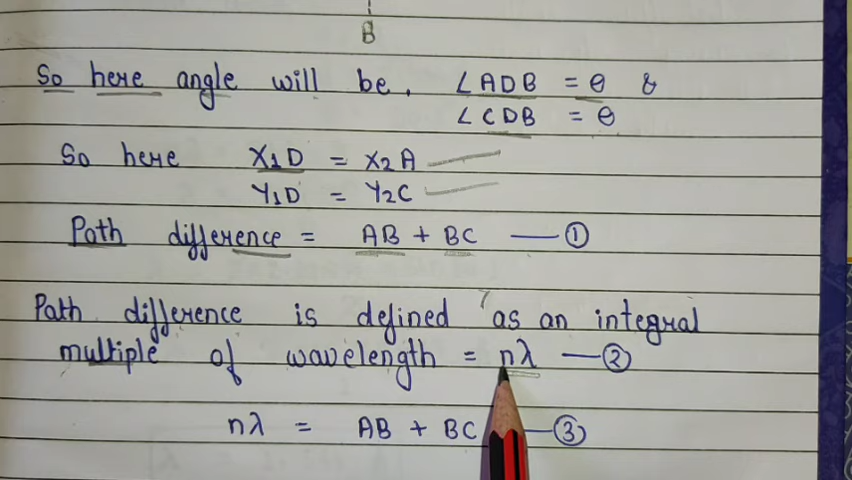 B
So here angle will be, ∠ADB = θ &
∠CDB = θ
So here X1D = X2A
Y1D = Y2C
Path difference = AB + BC — ①
Path difference is defined as an integral
multiple of wavelength = nλ — ②
nλ = AB + BC — ③